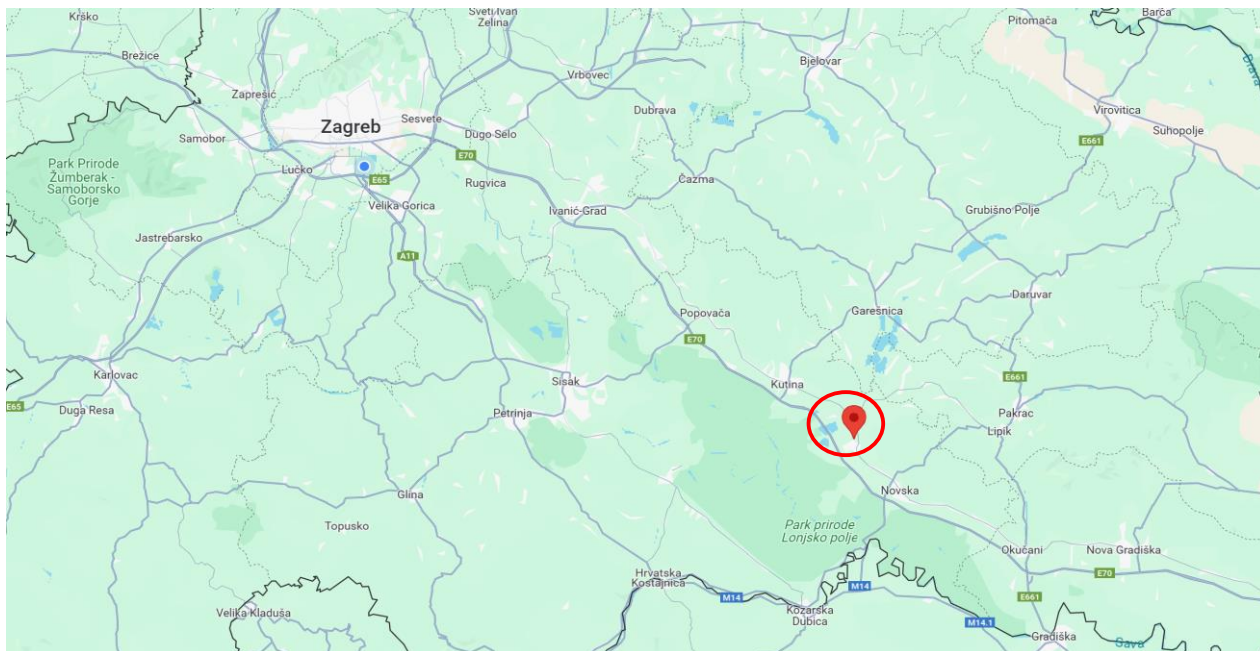 Krško
Sveti Ivan
Zelina
Pitomača
Barča
Brežice
Vrbovec
Bjelovar
Drava
Zaprešić
Dubrava
Virovitica
Samobor
Zagreb
Sesvete
Dugo Selo
Suhopolje
Park Prirode
Žumberak -
Samoborsko
Gorje
Lučko
E65
E70
Rugvica
Čazma
E661
Velika Gorica
Ivanić-Grad
Grubišno Polje
Jastrebarsko
A11
Daruvar
Popovača
Garešnica
E70
Karlovac
Sisak
Kutina
E661
E65
Duga Resa
Petrinja
Pakrac
Lipik
Glina
Novska
Topusko
Park prirode
Lonjsko polje
Okučani
Nova Gradiška
Hrvatska
Kostajnica
M14
M14
E70
Velika Kladuša
Kozarska
Dubica
E661
M14.1
Gradiška
Sava